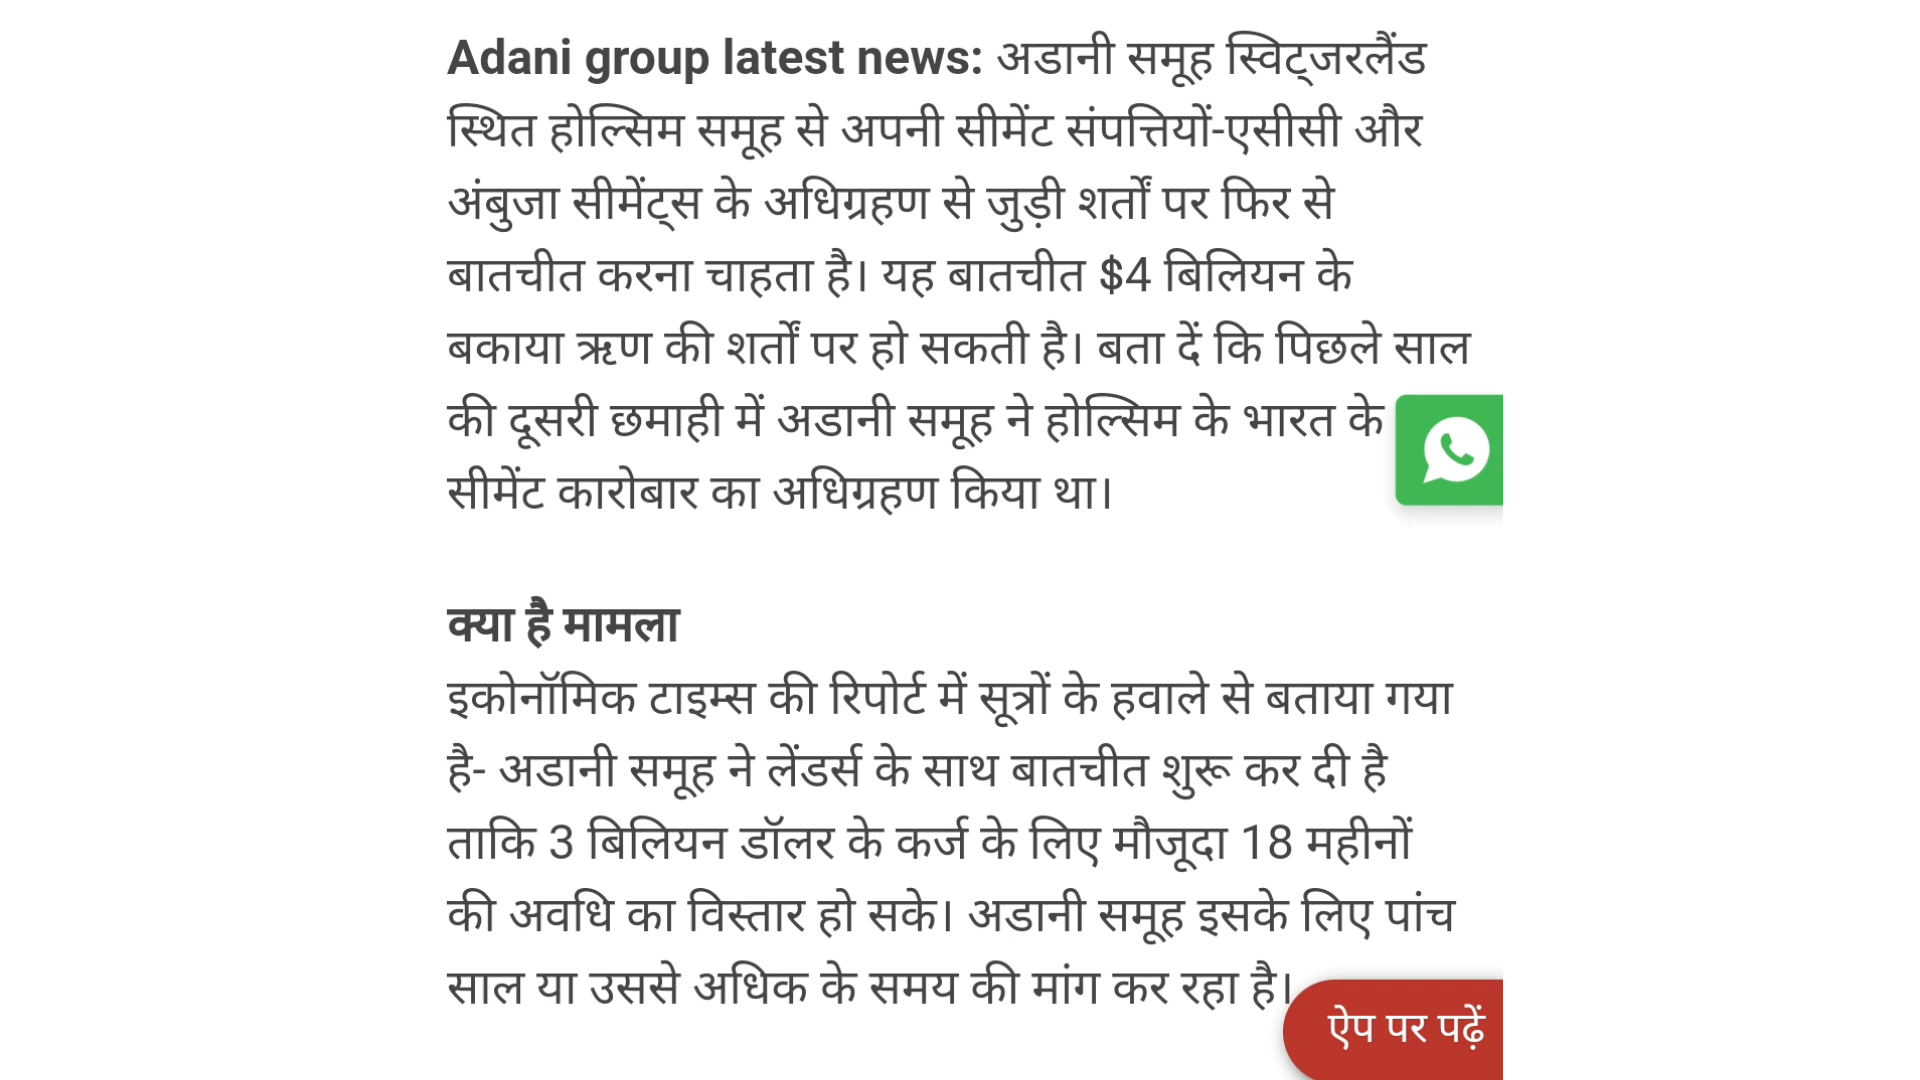 Adani group latest news: अडानी समूह स्विट्जरलैंड
स्थित होल्सिम समूह से अपनी सीमेंट संपत्तियों-एसीसी और
अंबुजा सीमेंट्स के अधिग्रहण से जुड़ी शर्तों पर फिर से
बातचीत करना चाहता है। यह बातचीत $4 बिलियन के
बकाया ऋण की शर्तों पर हो सकती है। बता दें कि पिछले साल
की दूसरी छमाही में अडानी समूह ने होल्सिम के भारत के
सीमेंट कारोबार का अधिग्रहण किया था।
क्या है मामला
इकोनॉमिक टाइम्स की रिपोर्ट में सूत्रों के हवाले से बताया गया
है- अडानी समूह ने लेंडर्स के साथ बातचीत शुरू कर दी है
ताकि 3 बिलियन डॉलर के कर्ज के लिए मौजूदा 18 महीनों
की अवधि का विस्तार हो सके। अडानी समूह इसके लिए पांच
साल या उससे अधिक के समय की मांग कर रहा है।
ऐप पर पढ़ें